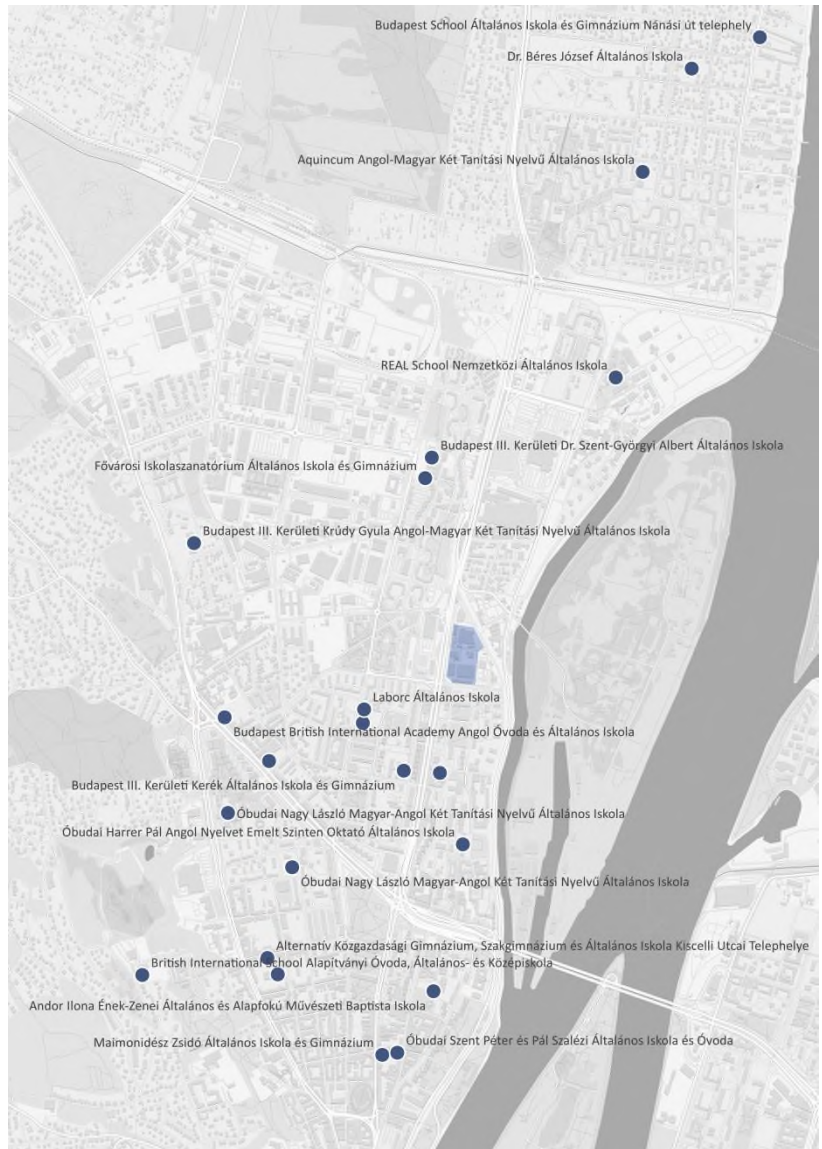 Budapest School Általános Iskola és Gimnázium Nánási út telephely
Dr. Béres József Általános Iskola
Aquincum Angol-Magyar Két Tanítási Nyelvű Általános Iskola
REAL School Nemzetközi Általános Iskola
Budapest III. Kerületi Dr. Szent-Györgyi Albert Általános Iskola
Fővárosi Iskolaszanatórium Általános Iskola és Gimnázium
Budapest III. Kerületi Krúdy Gyula Angol-Magyar Két Tanítási Nyelvű Általános Iskola
Laborc Általános Iskola
Budapest British International Academy Angol Óvoda és Általános Iskola
Budapest III. Kerületi Kerék Általános Iskola és Gimnázium
Óbudai Nagy László Magyar-Angol Két Tanítási Nyelvű Általános Iskola
Óbudai Harrer Pál Angol Nyelvet Emelt Szinten Oktató Általános Iskola
Óbudai Nagy László Magyar-Angol Két Tanítási Nyelvű Általános Iskola
Alternatív Közgazdasági Gimnázium, Szakgimnázium és Általános Iskola Kiscelli Utcai Telephelye
British International School Alapítványi Óvoda, Általános- és Középiskola
Andor Ilona Ének-Zenei Általános és Alapfokú Művészeti Baptista Iskola
Maimonidész Zsidó Általános Iskola és Gimnázium
Óbudai Szent Péter és Pál Szalézi Általános Iskola és Óvoda